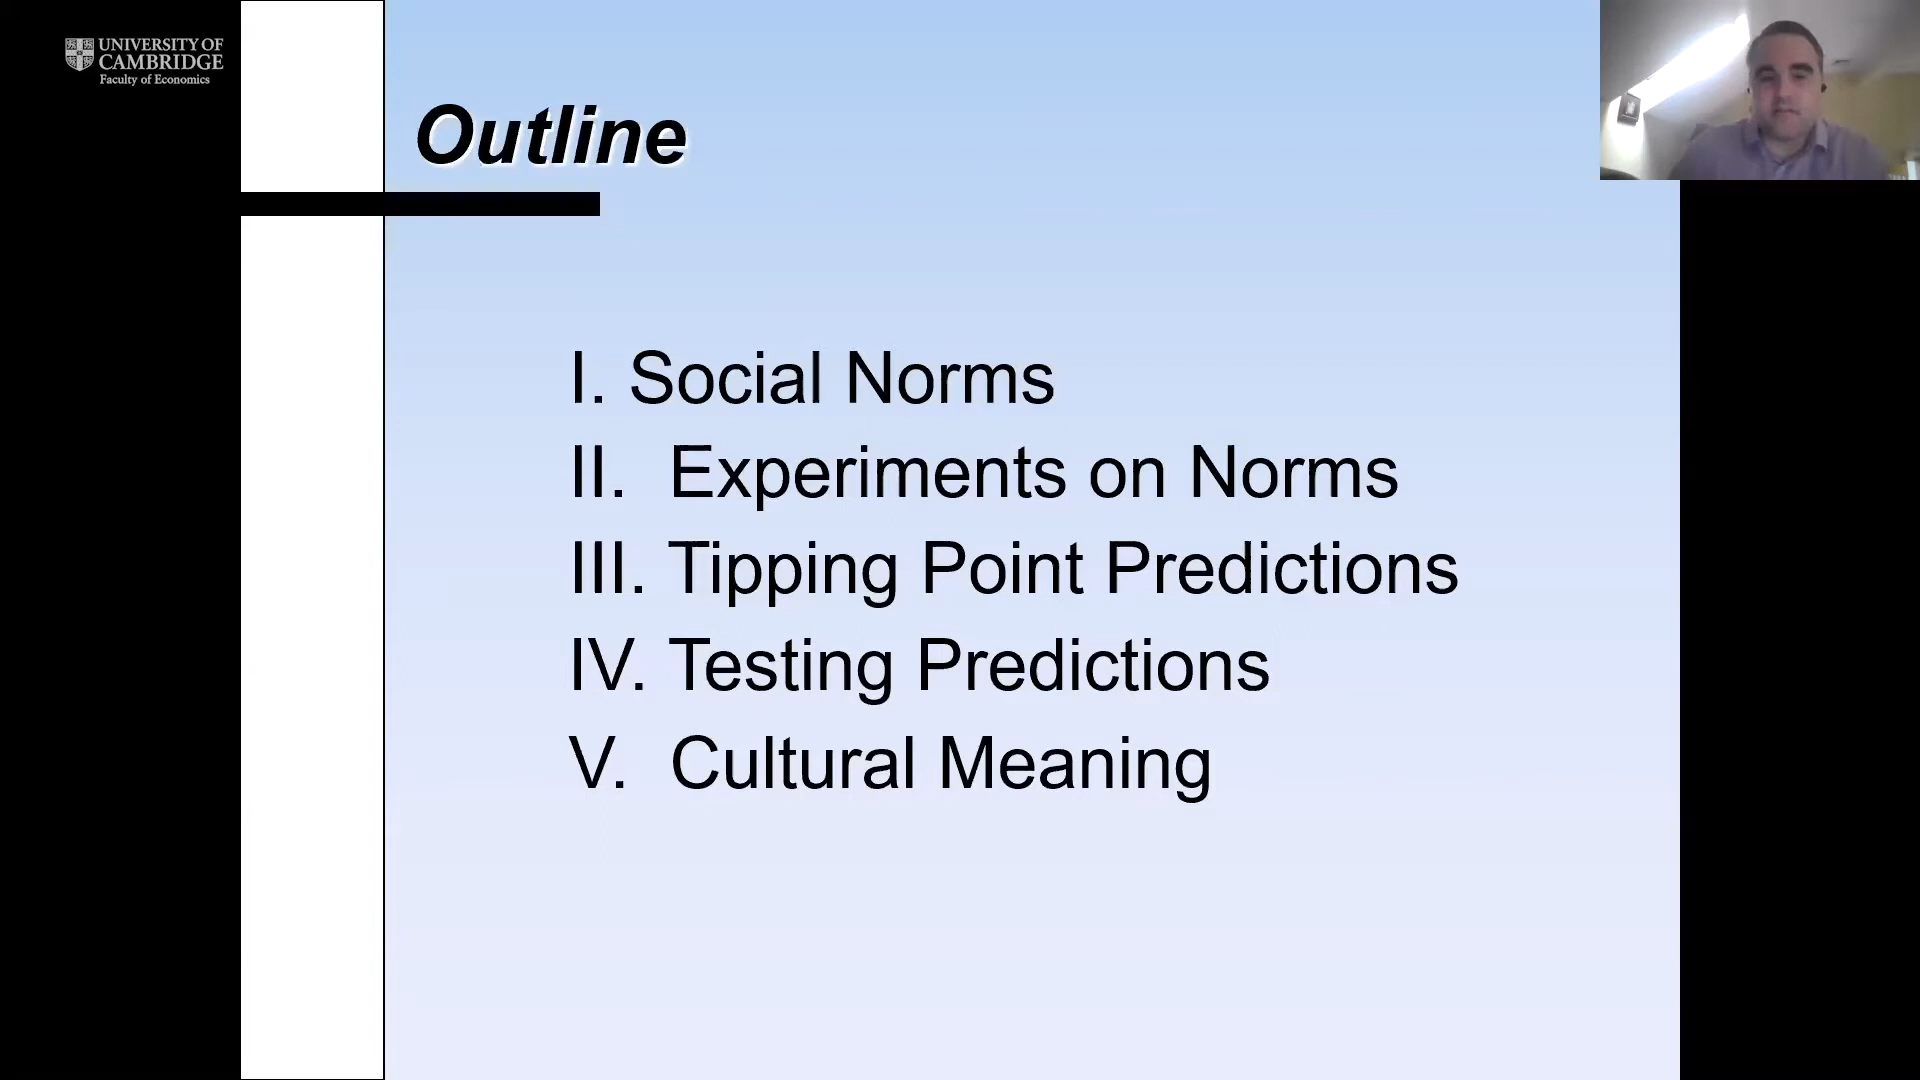 UNIVERSITY OF
CAMBRIDGE
Faculty of Economics
Outline
I. Social Norms
II. Experiments on Norms
III. Tipping Point Predictions
IV. Testing Predictions
V. Cultural Meaning